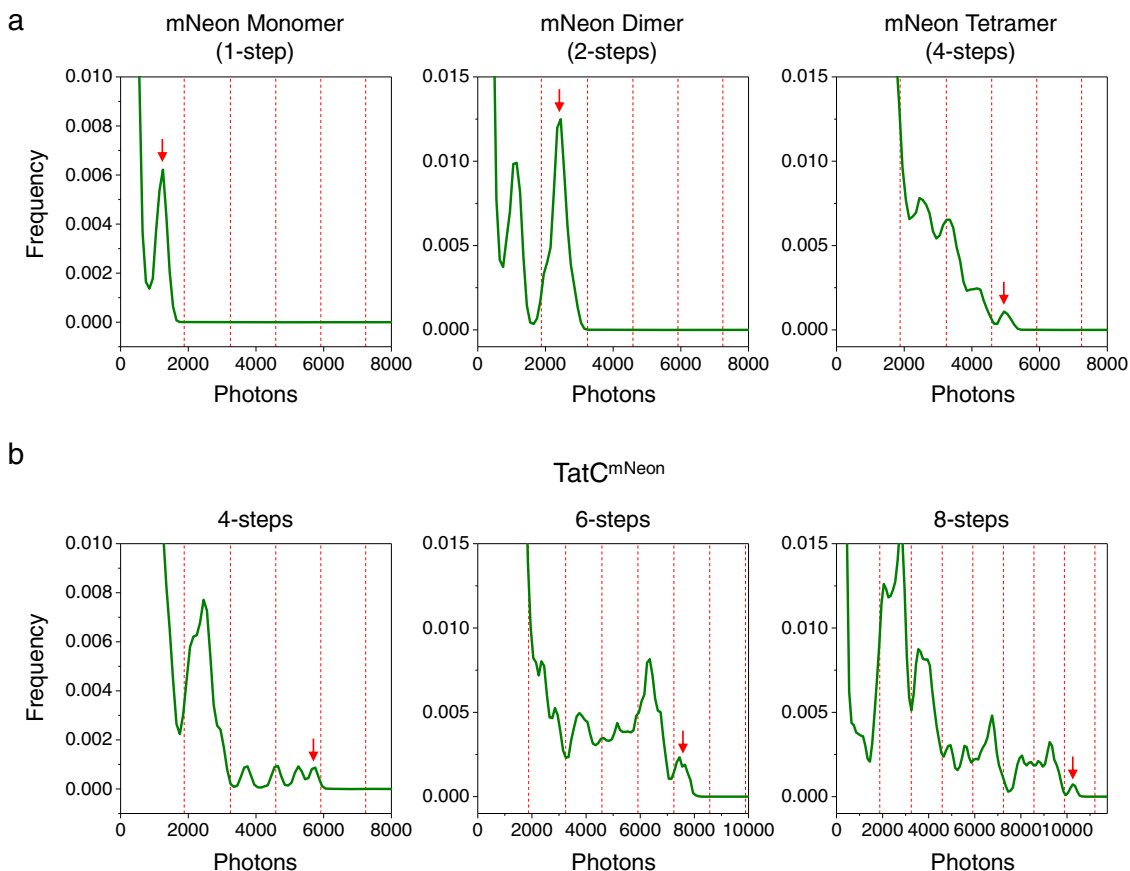 a
mNeon Monomer
(1-step)
mNeon Dimer
(2-steps)
mNeon Tetramer
(4-steps)
Frequency
0.010
0.008
0.006
0.004
0.002
0.000
0 2000 4000 6000 8000
Photons
0.015
0.010
0.005
0.000
0 2000 4000 6000 8000
Photons
0.015
0.010
0.005
0.000
0 2000 4000 6000 8000
Photons
b
TatCmNeon
4-steps
6-steps
8-steps
Frequency
0.010
0.008
0.006
0.004
0.002
0.000
0 2000 4000 6000 8000
Photons
0.015
0.010
0.005
0.000
0 2000 4000 6000 8000 10000
Photons
0.015
0.010
0.005
0.000
0 2000 4000 6000 8000 10000
Photons